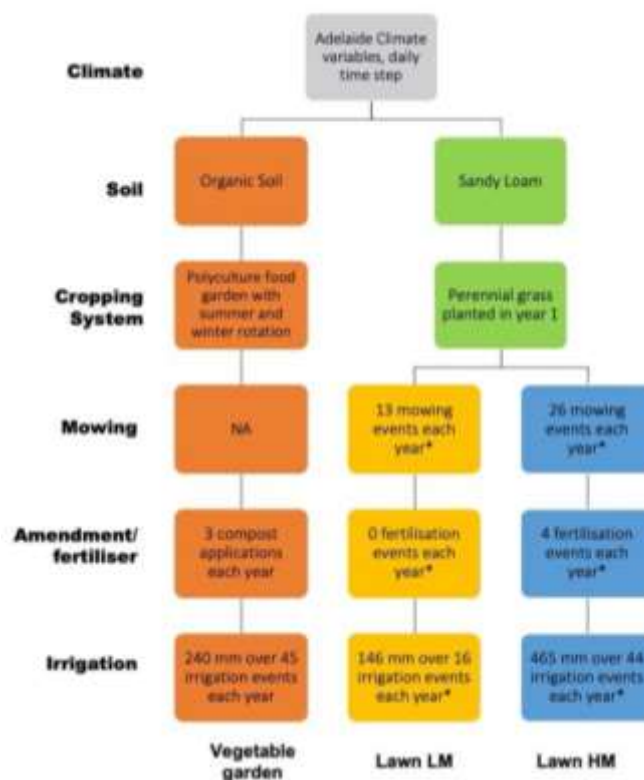 Climate
Adelaide Climate
variables, daily
time step
Soil
Organic Soil
Sandy Loam
Cropping
System
Polyculture food
garden with
summer and
winter rotation
Perennial grass
planted in year 1
Mowing
NA
13 mowing
events each
year*
26 mowing
events each
year*
Amendment/
fertiliser
3 compost
applications
each year
0 fertilisation
events each
year*
4 fertilisation
events each
year*
Irrigation
240 mm over 45
irrigation events
each year
146 mm over 16
irrigation events
each year*
465 mm over 44
irrigation events
each year*
Vegetable
garden
Lawn LM
Lawn HM